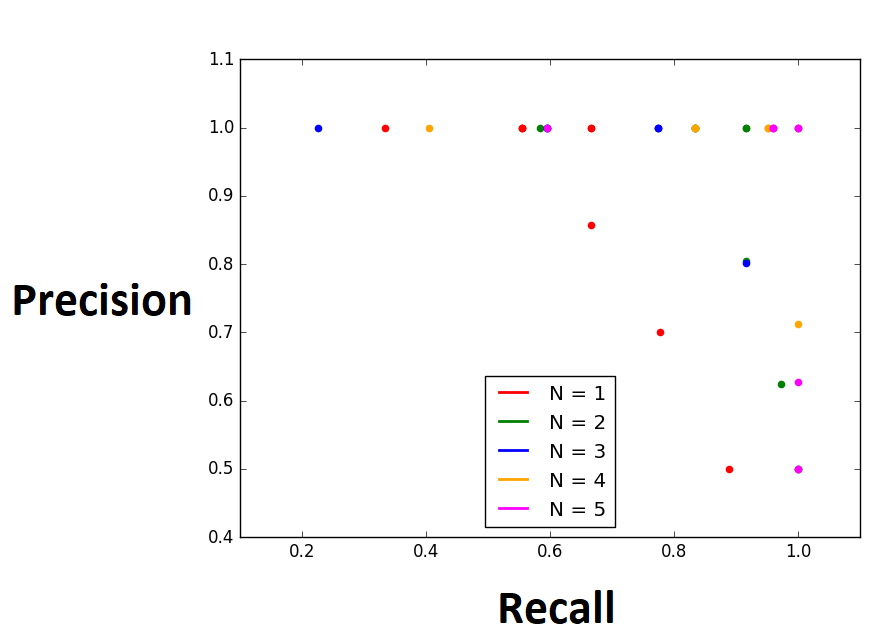 1.1
1.0
0.9
0.8
0.7
0.6
0.5
0.4
Precision
N = 1
N = 2
N = 3
N = 4
N = 5
0.2 0.4 0.6 0.8 1.0
Recall